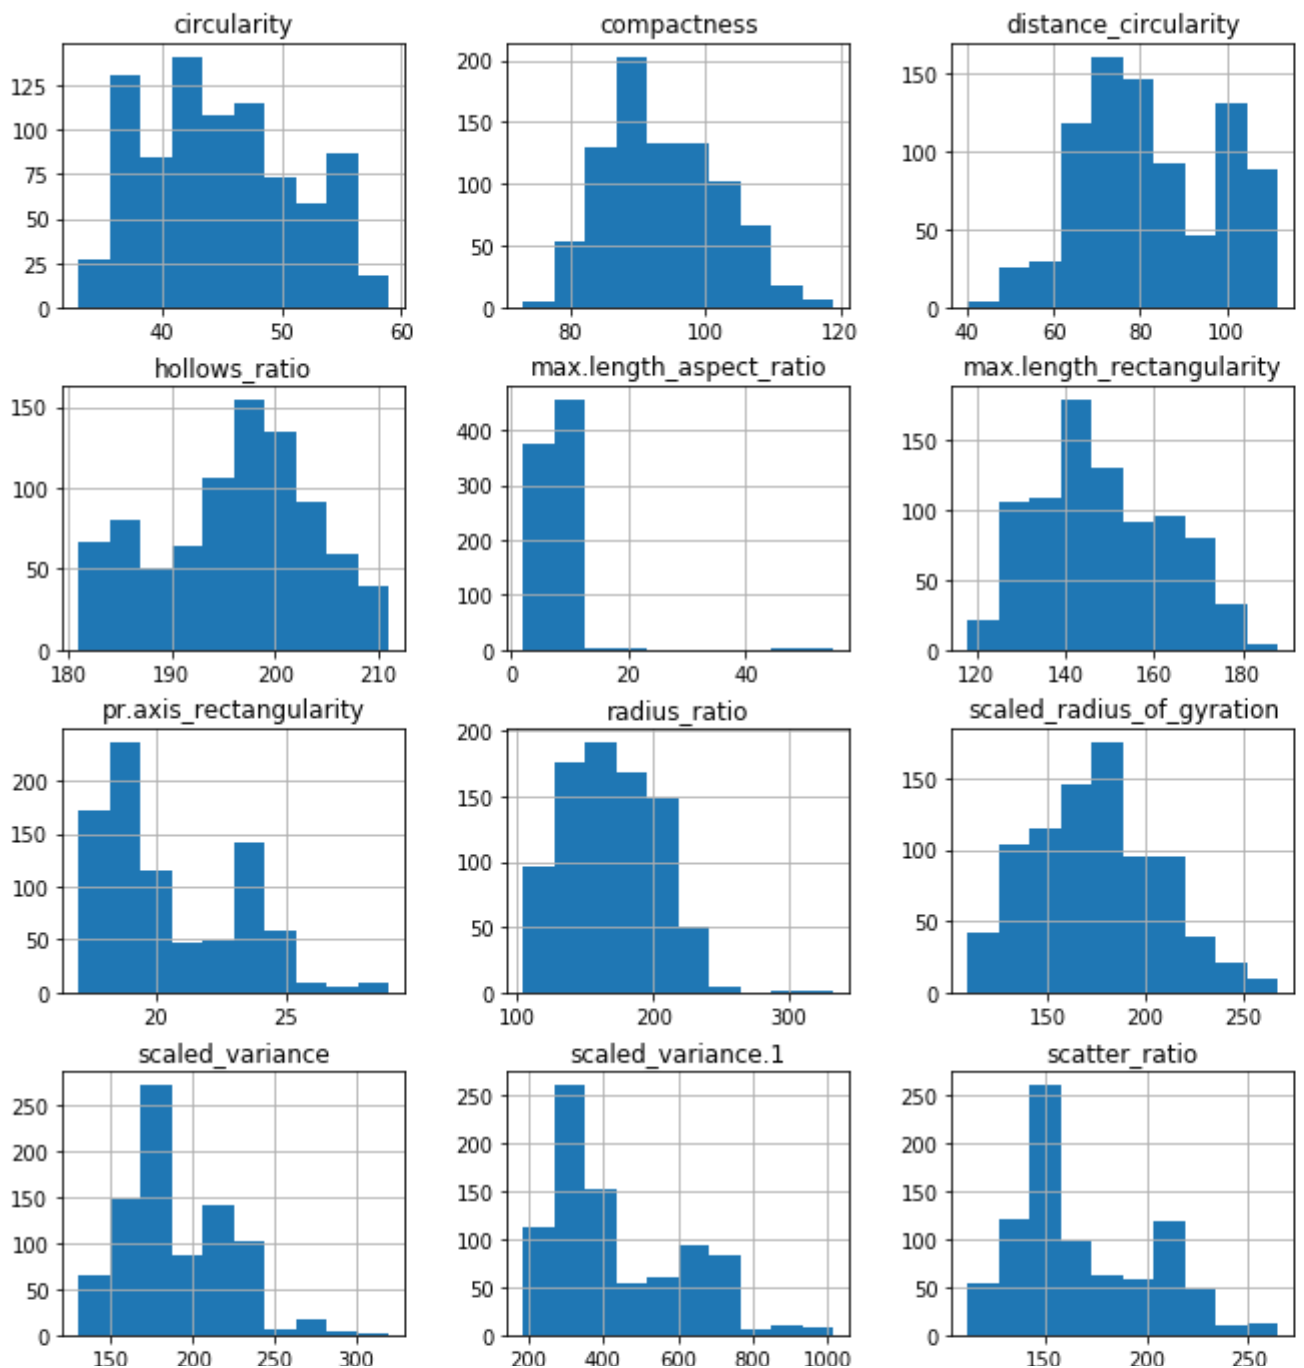 circularity
125
100
75
50
25
0
40 50 60
compactness
200
150
100
50
0
80 100 120
distance_circularity
150
100
50
0
40 60 80 100
hollows_ratio
150
100
50
0
180 190 200 210
max.length_aspect_ratio
400
300
200
100
0
0 20 40
max.length_rectangularity
150
100
50
0
120 140 160 180
pr.axis_rectangularity
200
150
100
50
0
20 25
radius_ratio
200
150
100
50
0
100 200 300
scaled_radius_of_gyration
150
100
50
0
150 200 250
scaled_variance
250
200
150
100
50
0
150 200 250 300
scaled_variance.1
250
200
150
100
50
0
200 400 600 800 1000
scatter_ratio
250
200
150
100
50
0
150 200 250